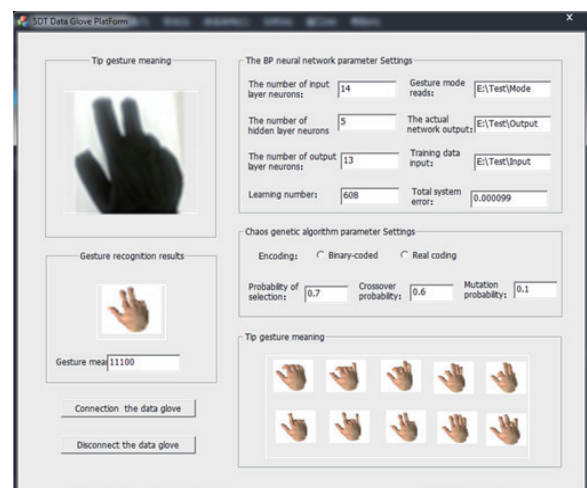 5DT Data Glove PlatForm
x
Tip gesture meaning
Gesture recognition results
Gesture mea 11100
Connection the data glove
Disconnect the data glove
The BP neural network parameter Settings
The number of input
layer neurons: 14
Gesture mode
reads: E:\Test\Mode
The number of
hidden layer neurons 5
The actual
network output: E:\Test\Output
The number of output
layer neurons: 13
Training data
input: E:\Test\Input
Learning number: 608
Total system
error: 0.000099
Chaos genetic algorithm parameter Settings
Encoding: Binary-coded Real coding
Probability of
selection: 0.7
Crossover
probability: 0.6
Mutation
probability: 0.1
Tip gesture meaning